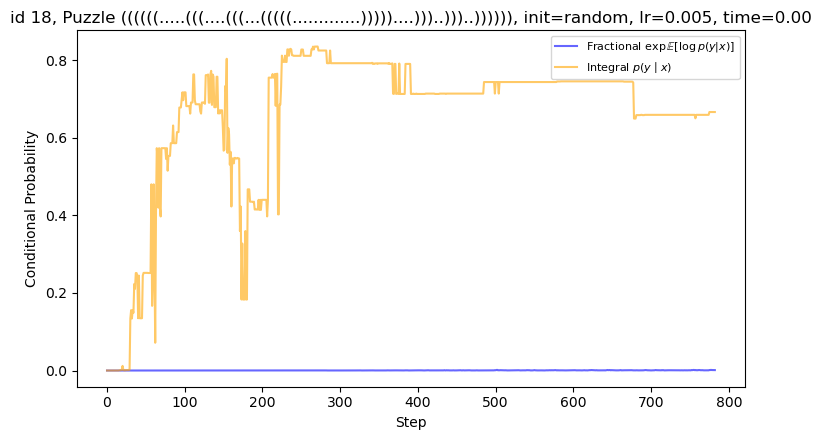 id 18, Puzzle ((((((.....(((....(((...(((((.............)))))....)))..)))..)))))), init=random, lr=0.005, time=0.00
Fractional exp𝔼[log p(y|x)]
Integral p(y | x)
Conditional Probability
0.8
0.6
0.4
0.2
0.0
0 100 200 300 400 500 600 700 800
Step